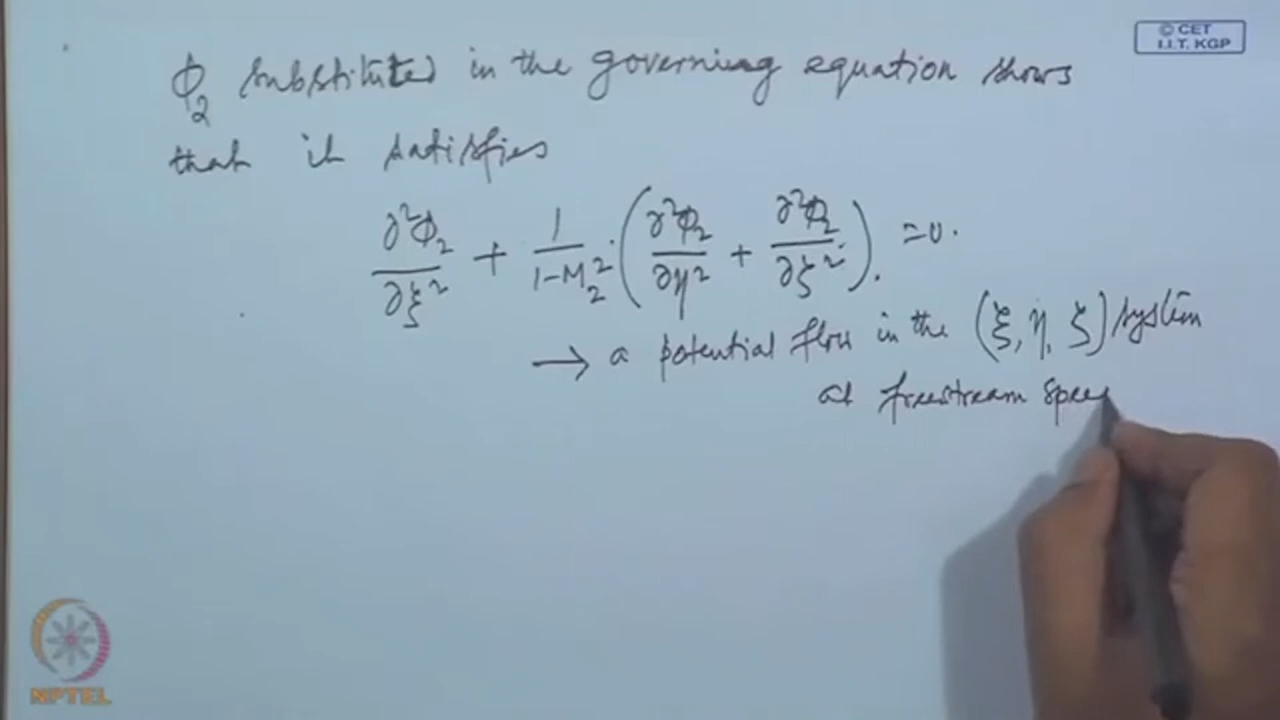 © CET
I.I.T. KGP
ϕ₂ substituted in the governing equation shows
that it satisfies
∂²ϕ₂/∂ξ² + 1/(1-M₂²) (∂²ϕ₂/∂η² + ∂²ϕ₂/∂ζ²) = 0.
→ a potential flow in the (ξ, η, ζ) system
at freestream spee
NPTEL